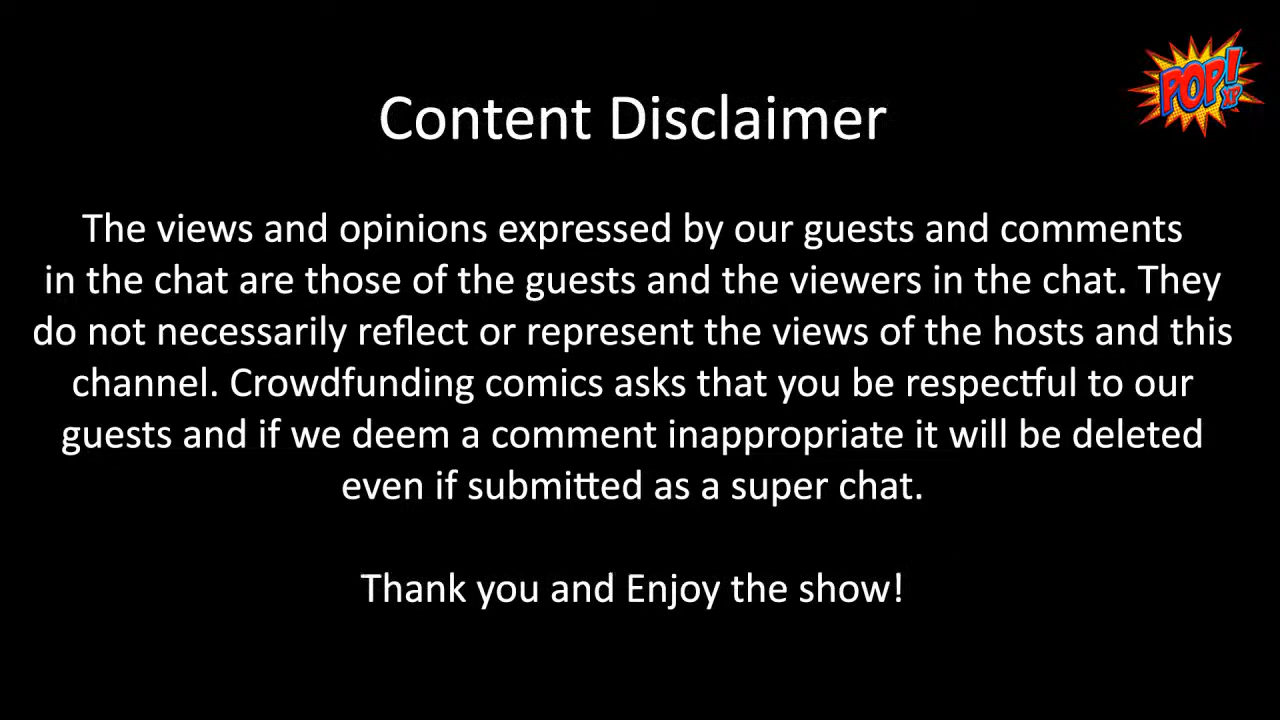 POP!
XP
Content Disclaimer
The views and opinions expressed by our guests and comments
in the chat are those of the guests and the viewers in the chat. They
do not necessarily reflect or represent the views of the hosts and this
channel. Crowdfunding comics asks that you be respectful to our
guests and if we deem a comment inappropriate it will be deleted
even if submitted as a super chat.
Thank you and Enjoy the show!